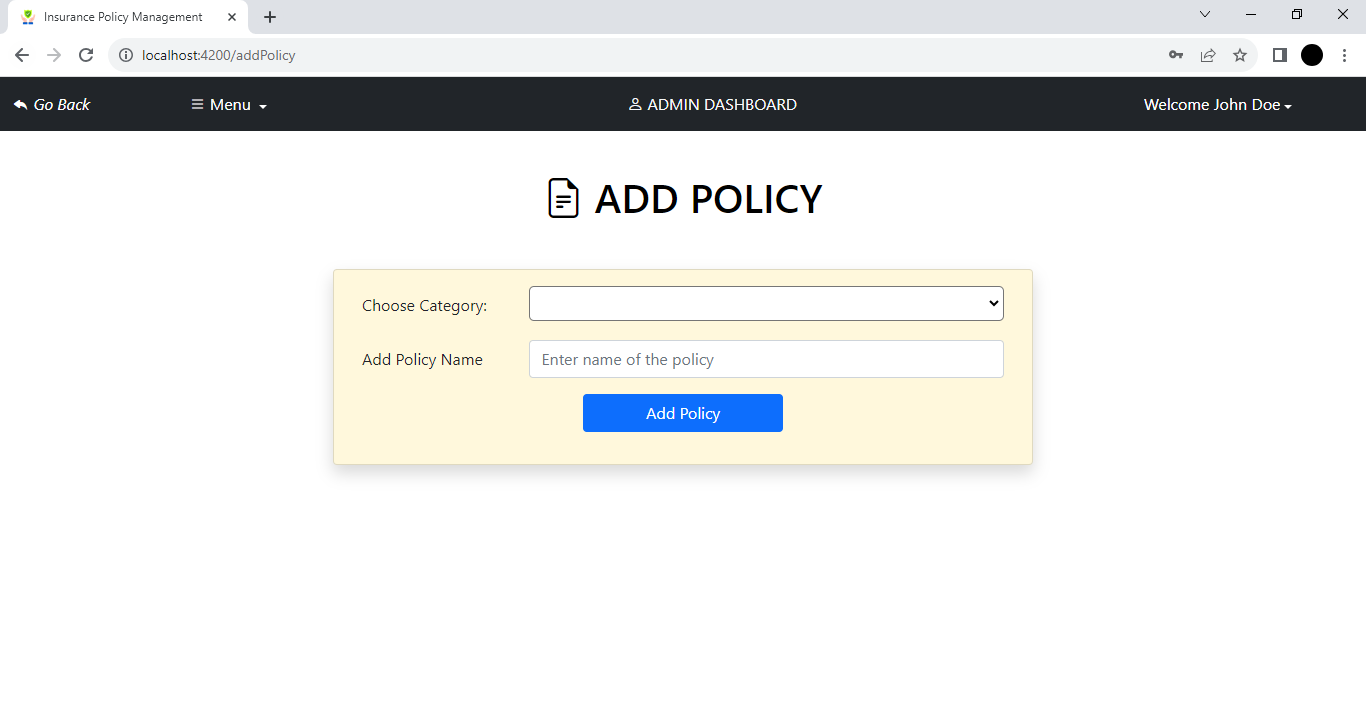 Insurance Policy Management
localhost:4200/addPolicy
Go Back Menu ADMIN DASHBOARD Welcome John Doe
ADD POLICY
Choose Category:
Add Policy Name Enter name of the policy
Add Policy